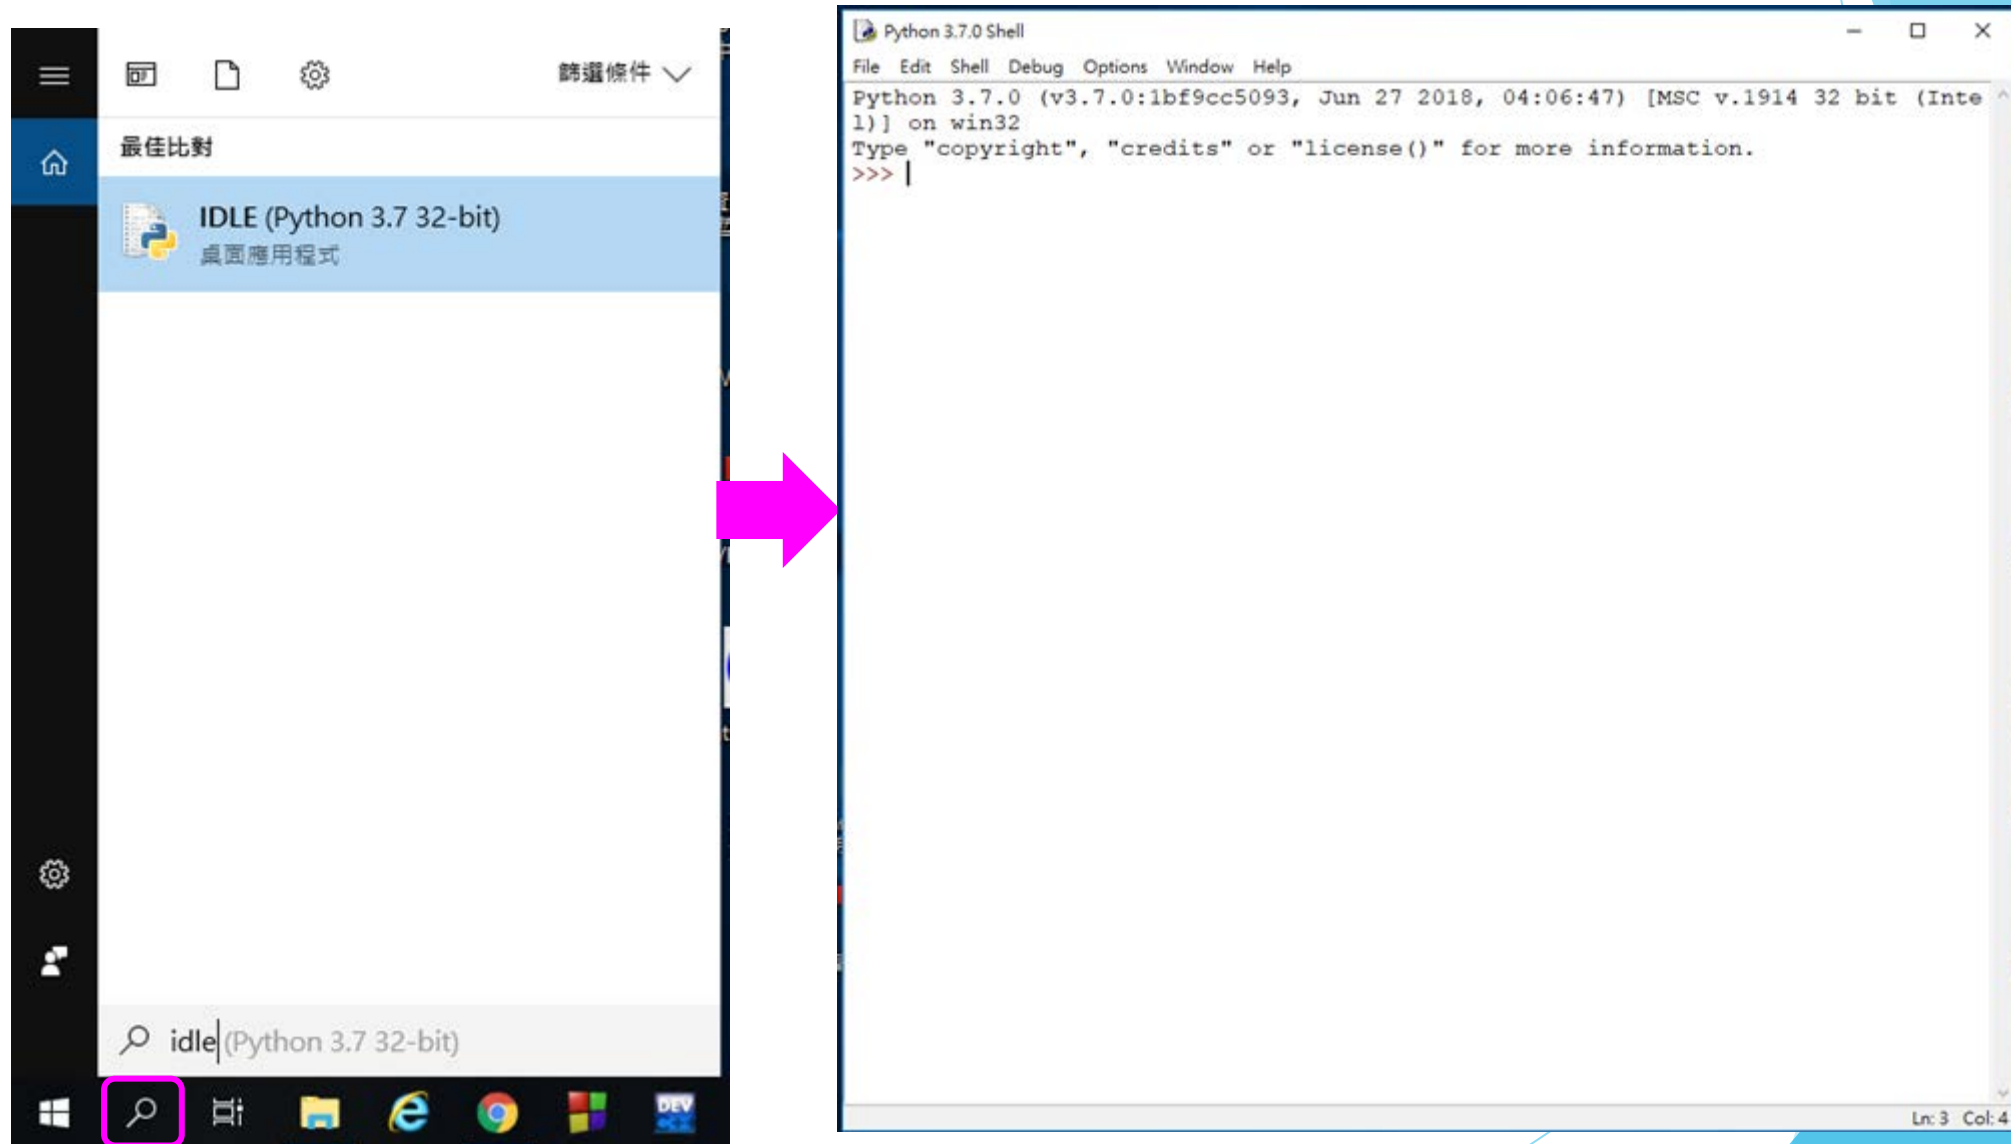 篩選條件
最佳比對
IDLE (Python 3.7 32-bit)
桌面應用程式
idle (Python 3.7 32-bit)
DEV
Python 3.7.0 Shell
File Edit Shell Debug Options Window Help
Python 3.7.0 (v3.7.0:1bf9cc5093, Jun 27 2018, 04:06:47) [MSC v.1914 32 bit (Inte
l)] on win32
Type "copyright", "credits" or "license()" for more information.
>>>
Ln: 3 Col: 4